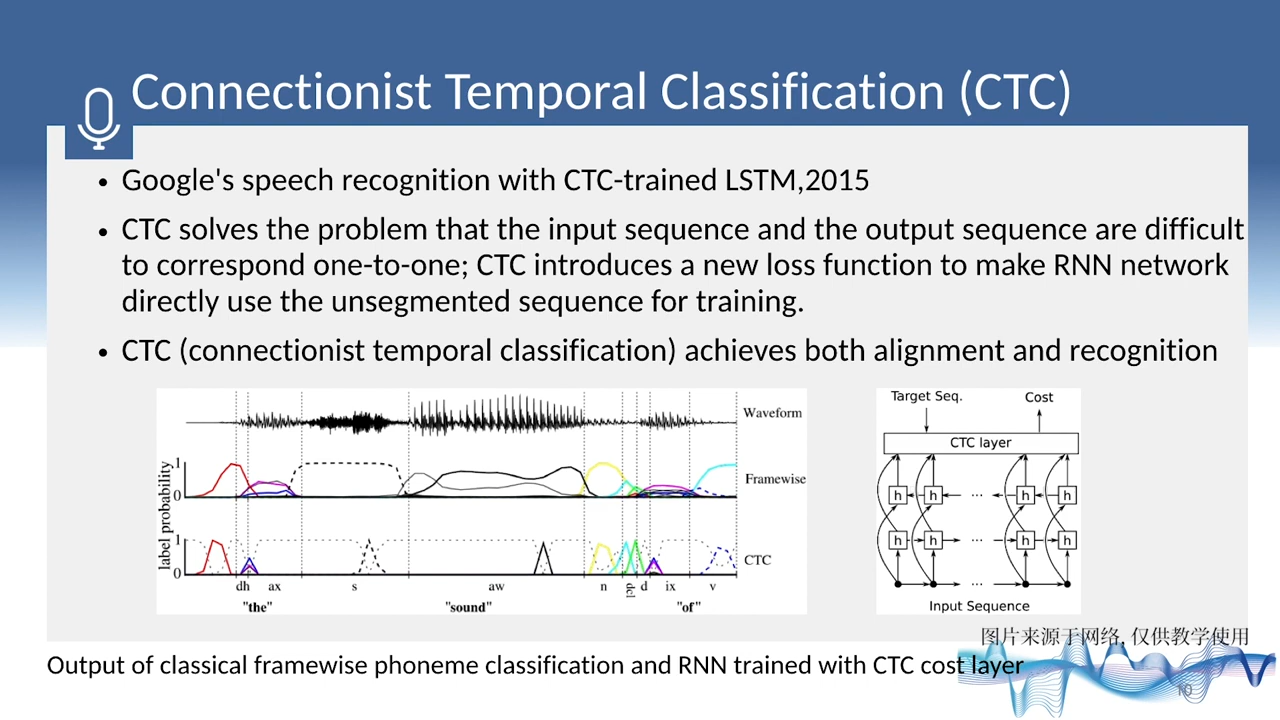 Connectionist Temporal Classification (CTC)
• Google's speech recognition with CTC-trained LSTM,2015
• CTC solves the problem that the input sequence and the output sequence are difficult
to correspond one-to-one; CTC introduces a new loss function to make RNN network
directly use the unsegmented sequence for training.
• CTC (connectionist temporal classification) achieves both alignment and recognition
Waveform
label probability
1
Framewise
0
1
CTC
0
dh ax s aw n dcl d ix v
"the" "sound" "of"
Target Seq. Cost
CTC layer
h h ... h h
h h ... h h
...
Input Sequence
图片来源于网络, 仅供教学使用
Output of classical framewise phoneme classification and RNN trained with CTC cost layer
10